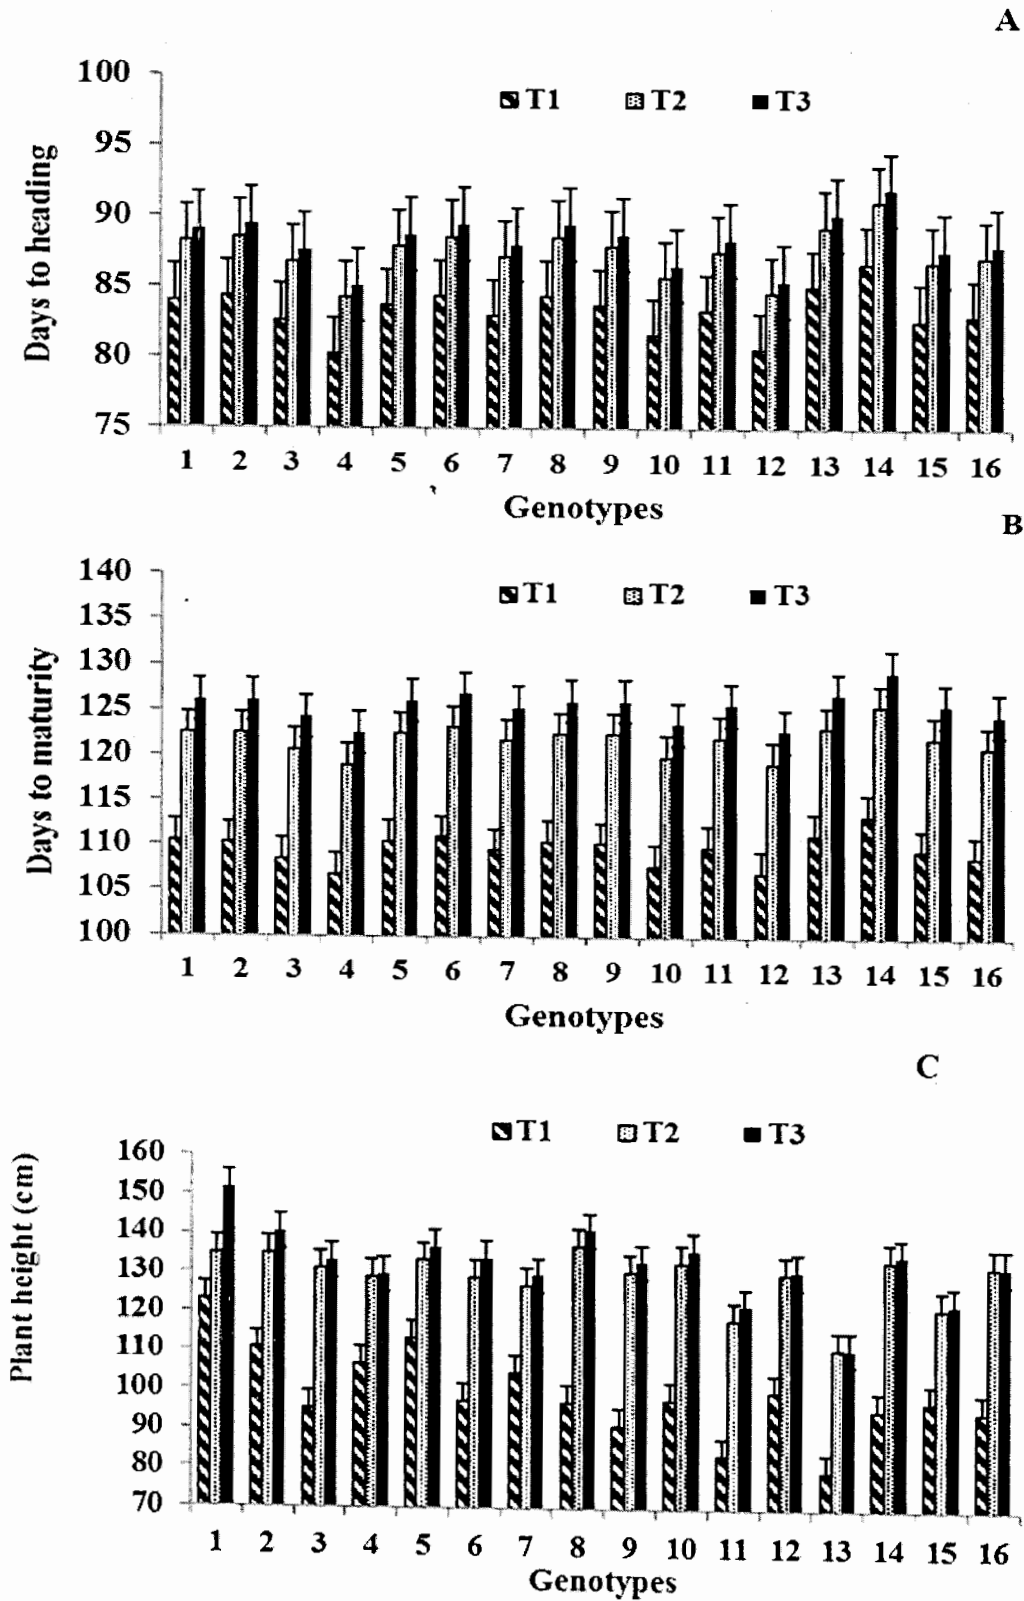 A
100
95
90
85
80
75
Days to heading
T1 T2 T3
1 2 3 4 5 6 7 8 9 10 11 12 13 14 15 16
Genotypes
B
140
135
130
125
120
115
110
105
100
Days to maturity
T1 T2 T3
1 2 3 4 5 6 7 8 9 10 11 12 13 14 15 16
Genotypes
C
160
150
140
130
120
110
100
90
80
70
Plant height (cm)
T1 T2 T3
1 2 3 4 5 6 7 8 9 10 11 12 13 14 15 16
Genotypes